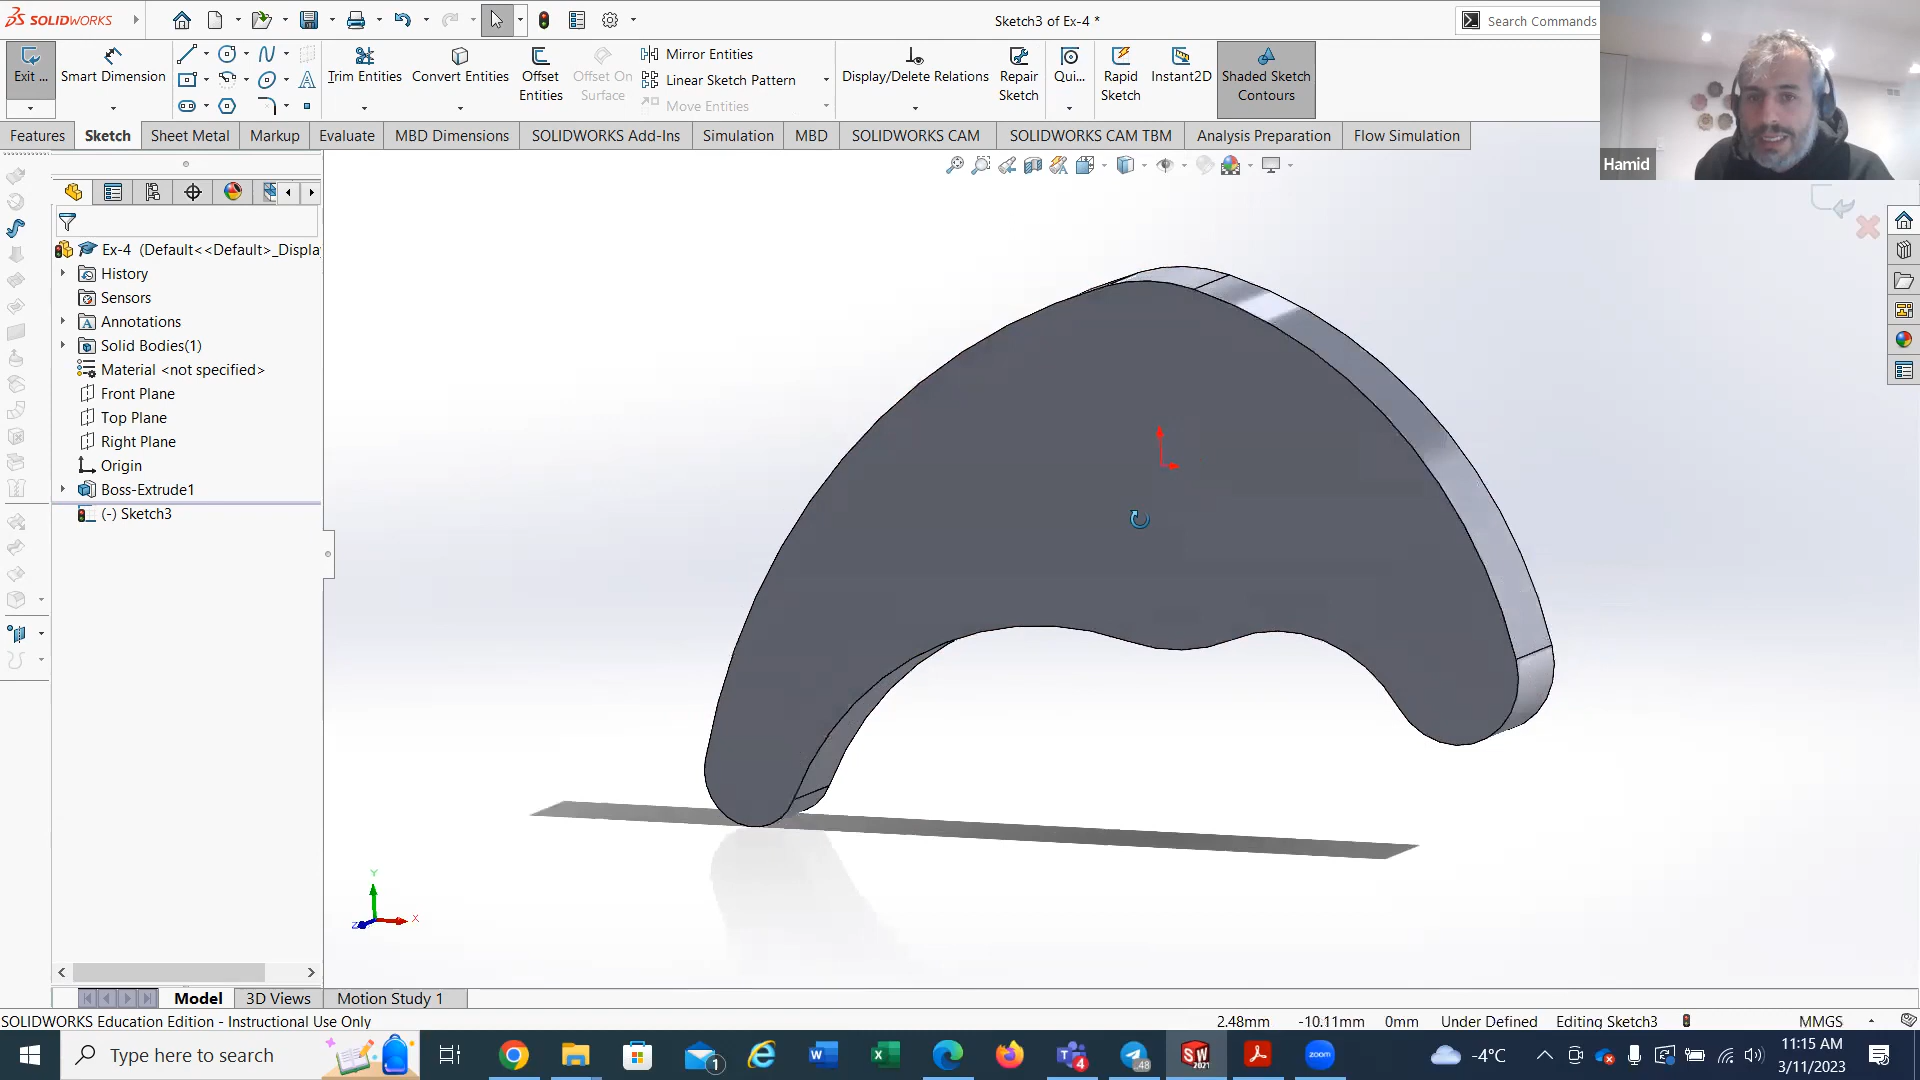 SOLIDWORKS
Sketch3 of Ex-4 *
Search Commands
Exit ...
Smart Dimension
Trim Entities
Convert Entities
Offset Entities
Offset On Surface
Mirror Entities
Linear Sketch Pattern
Move Entities
Display/Delete Relations
Repair Sketch
Qui...
Rapid Sketch
Instant2D
Shaded Sketch Contours
Features
Sketch
Sheet Metal
Markup
Evaluate
MBD Dimensions
SOLIDWORKS Add-Ins
Simulation
MBD
SOLIDWORKS CAM
SOLIDWORKS CAM TBM
Analysis Preparation
Flow Simulation
Hamid
Ex-4 (Default<<Default>_Displa
History
Sensors
Annotations
Solid Bodies(1)
Material <not specified>
Front Plane
Top Plane
Right Plane
Origin
Boss-Extrude1
(-) Sketch3
Y
X
Z
Model
3D Views
Motion Study 1
SOLIDWORKS Education Edition - Instructional Use Only
2.48mm
-10.11mm
0mm
Under Defined
Editing Sketch3
MMGS
Type here to search
1
4
48
SW
2021
zoom
-4°C
11:15 AM
3/11/2023